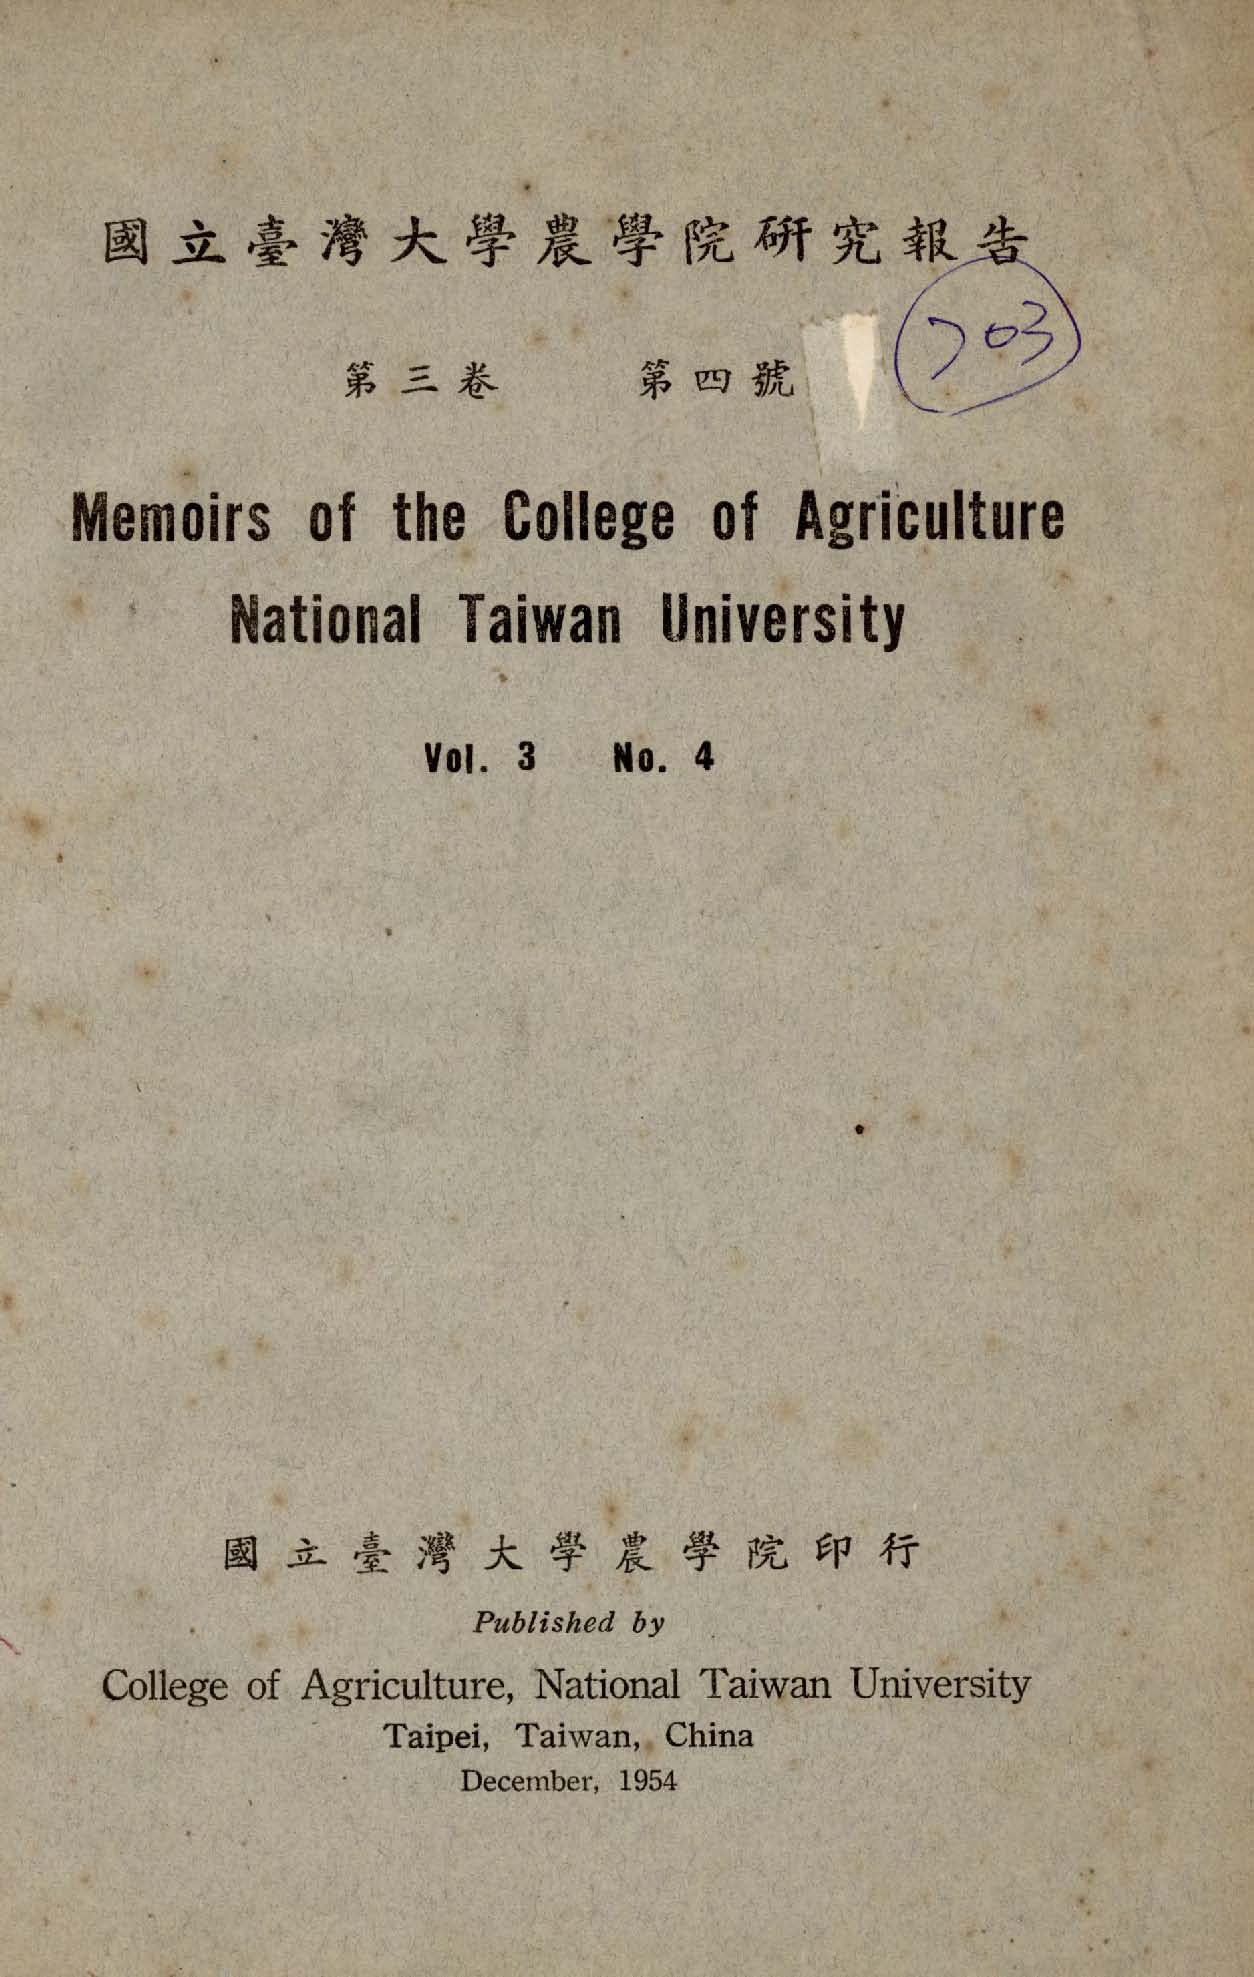 國立臺灣大學農學院研究報告
703
第三卷 第四號
Memoirs of the College of Agriculture
National Taiwan University
Vol. 3 No. 4
國立臺灣大學農學院印行
Published by
College of Agriculture, National Taiwan University
Taipei, Taiwan, China
December, 1954